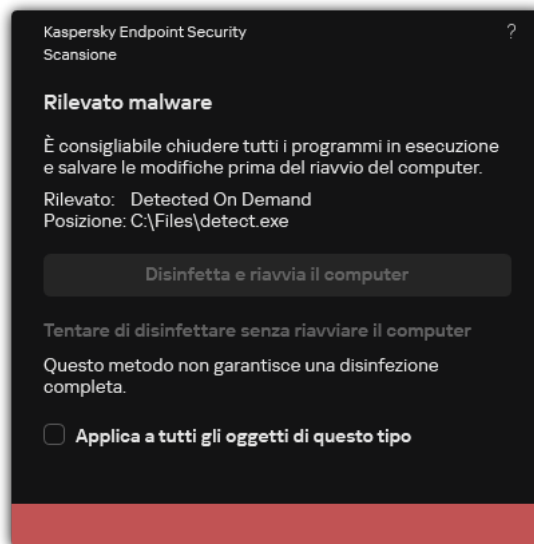 Kaspersky Endpoint Security
?
Scansione
Rilevato malware
È consigliabile chiudere tutti i programmi in esecuzione
e salvare le modifiche prima del riavvio del computer.
Rilevato: Detected On Demand
Posizione: C:\Files\detect.exe
Disinfetta e riavvia il computer
Tentare di disinfettare senza riavviare il computer
Questo metodo non garantisce una disinfezione
completa.
Applica a tutti gli oggetti di questo tipo